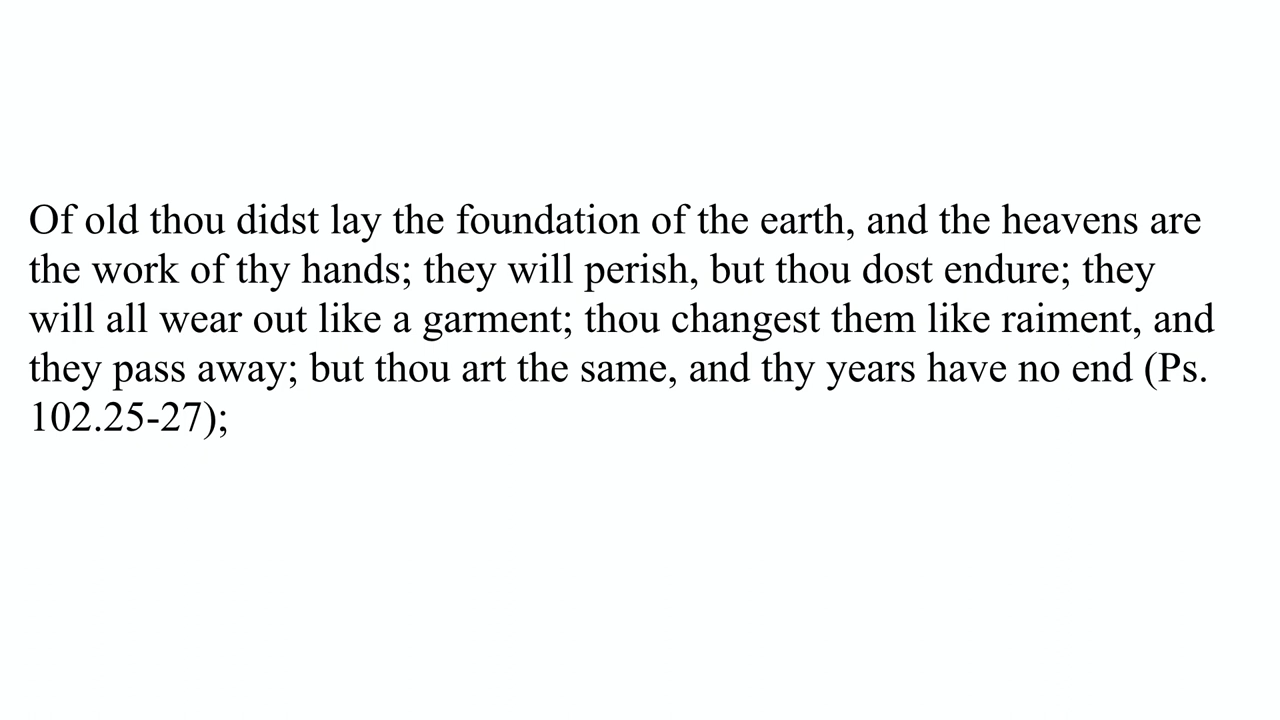 Of old thou didst lay the foundation of the earth, and the heavens are
the work of thy hands; they will perish, but thou dost endure; they
will all wear out like a garment; thou changest them like raiment, and
they pass away; but thou art the same, and thy years have no end (Ps.
102.25-27);